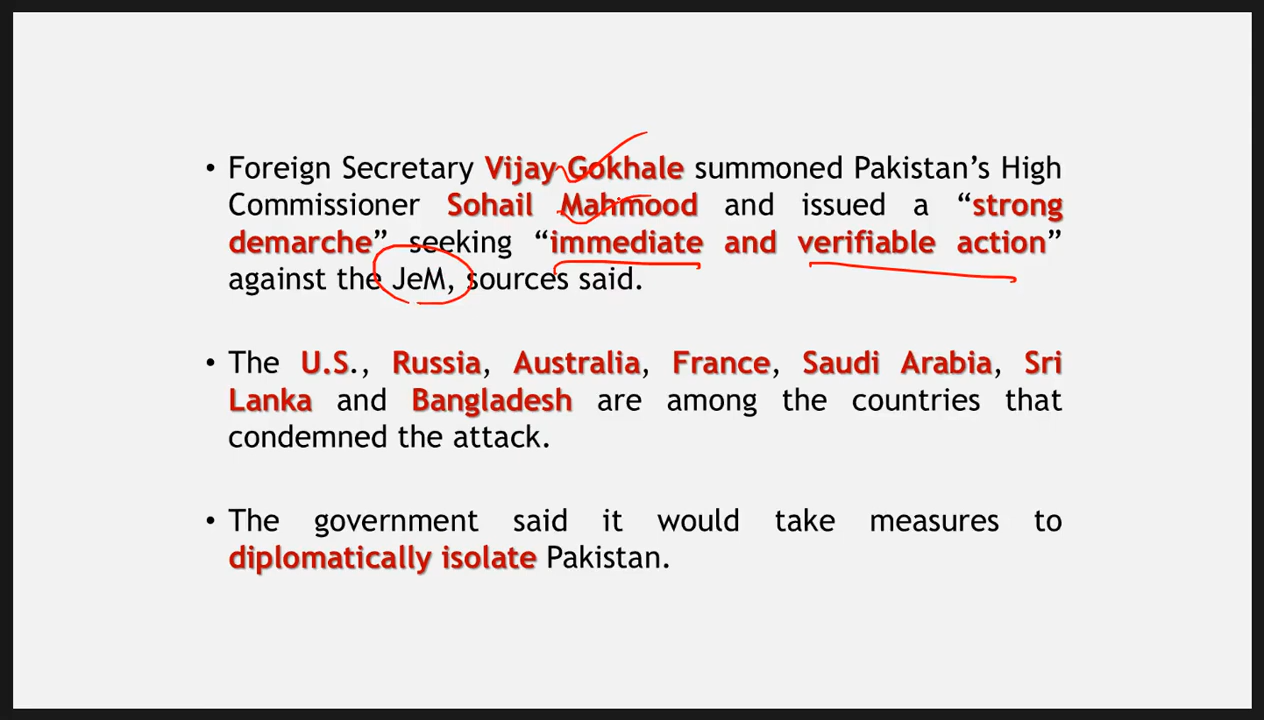 • Foreign Secretary Vijay Gokhale summoned Pakistan’s High
Commissioner Sohail Mahmood and issued a “strong
demarche” seeking “immediate and verifiable action”
against the JeM, sources said.
• The U.S., Russia, Australia, France, Saudi Arabia, Sri
Lanka and Bangladesh are among the countries that
condemned the attack.
• The government said it would take measures to
diplomatically isolate Pakistan.